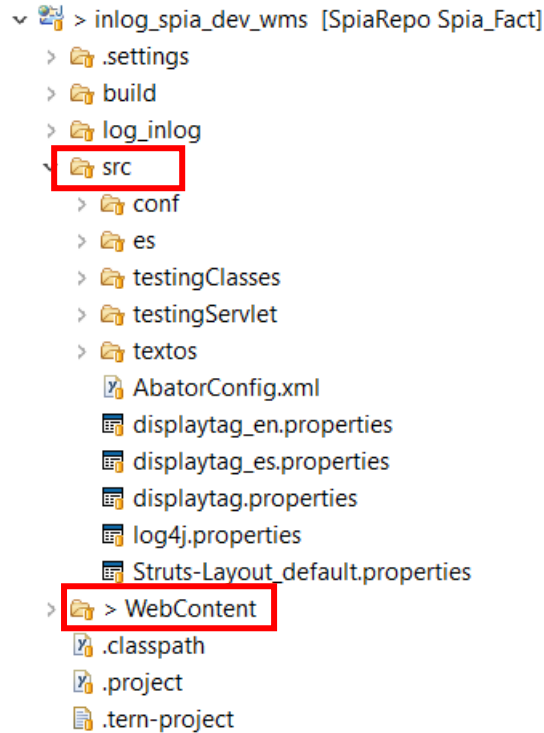 > inlog_spia_dev_wms [SpiaRepo Spia_Fact]
.settings
build
log_inlog
src
conf
es
testingClasses
testingServlet
textos
AbatorConfig.xml
displaytag_en.properties
displaytag_es.properties
displaytag.properties
log4j.properties
Struts-Layout_default.properties
> WebContent
.classpath
.project
.tern-project